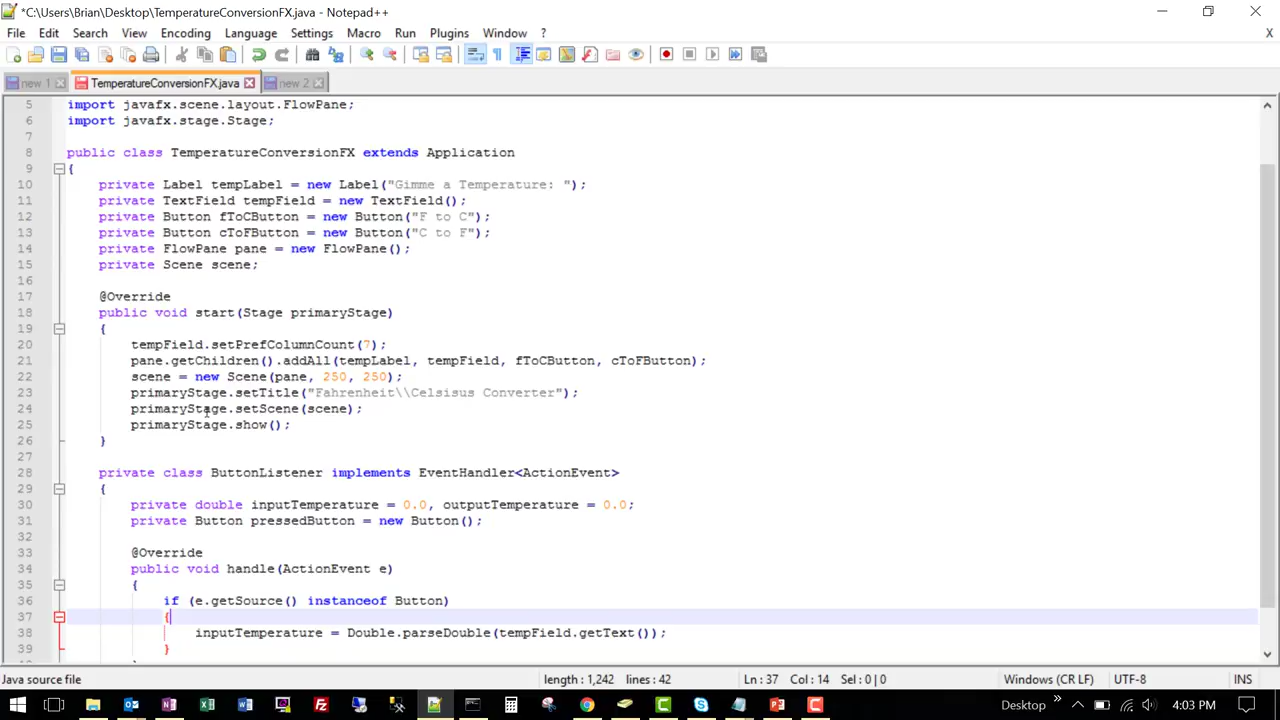 *C:\Users\Brian\Desktop\TemperatureConversionFX.java - Notepad++
File Edit Search View Encoding Language Settings Macro Run Plugins Window ? X
new 1 TemperatureConversionFX.java new 2
5 import javafx.scene.layout.FlowPane;
6 import javafx.stage.Stage;
7
8 public class TemperatureConversionFX extends Application
9 {
10 private Label tempLabel = new Label("Gimme a Temperature: ");
11 private TextField tempField = new TextField();
12 private Button fToCButton = new Button("F to C");
13 private Button cToFButton = new Button("C to F");
14 private FlowPane pane = new FlowPane();
15 private Scene scene;
16
17 @Override
18 public void start(Stage primaryStage)
19 {
20 tempField.setPrefColumnCount(7);
21 pane.getChildren().addAll(tempLabel, tempField, fToCButton, cToFButton);
22 scene = new Scene(pane, 250, 250);
23 primaryStage.setTitle("Fahrenheit\\Celsisus Converter");
24 primaryStage.setScene(scene);
25 primaryStage.show();
26 }
27
28 private class ButtonListener implements EventHandler<ActionEvent>
29 {
30 private double inputTemperature = 0.0, outputTemperature = 0.0;
31 private Button pressedButton = new Button();
32
33 @Override
34 public void handle(ActionEvent e)
35 {
36 if (e.getSource() instanceof Button)
37 {
38 inputTemperature = Double.parseDouble(tempField.getText());
39 }
Java source file length : 1,242 lines : 42 Ln : 37 Col : 14 Sel : 0 | 0 Windows (CR LF) UTF-8 INS
Desktop 4:03 PM